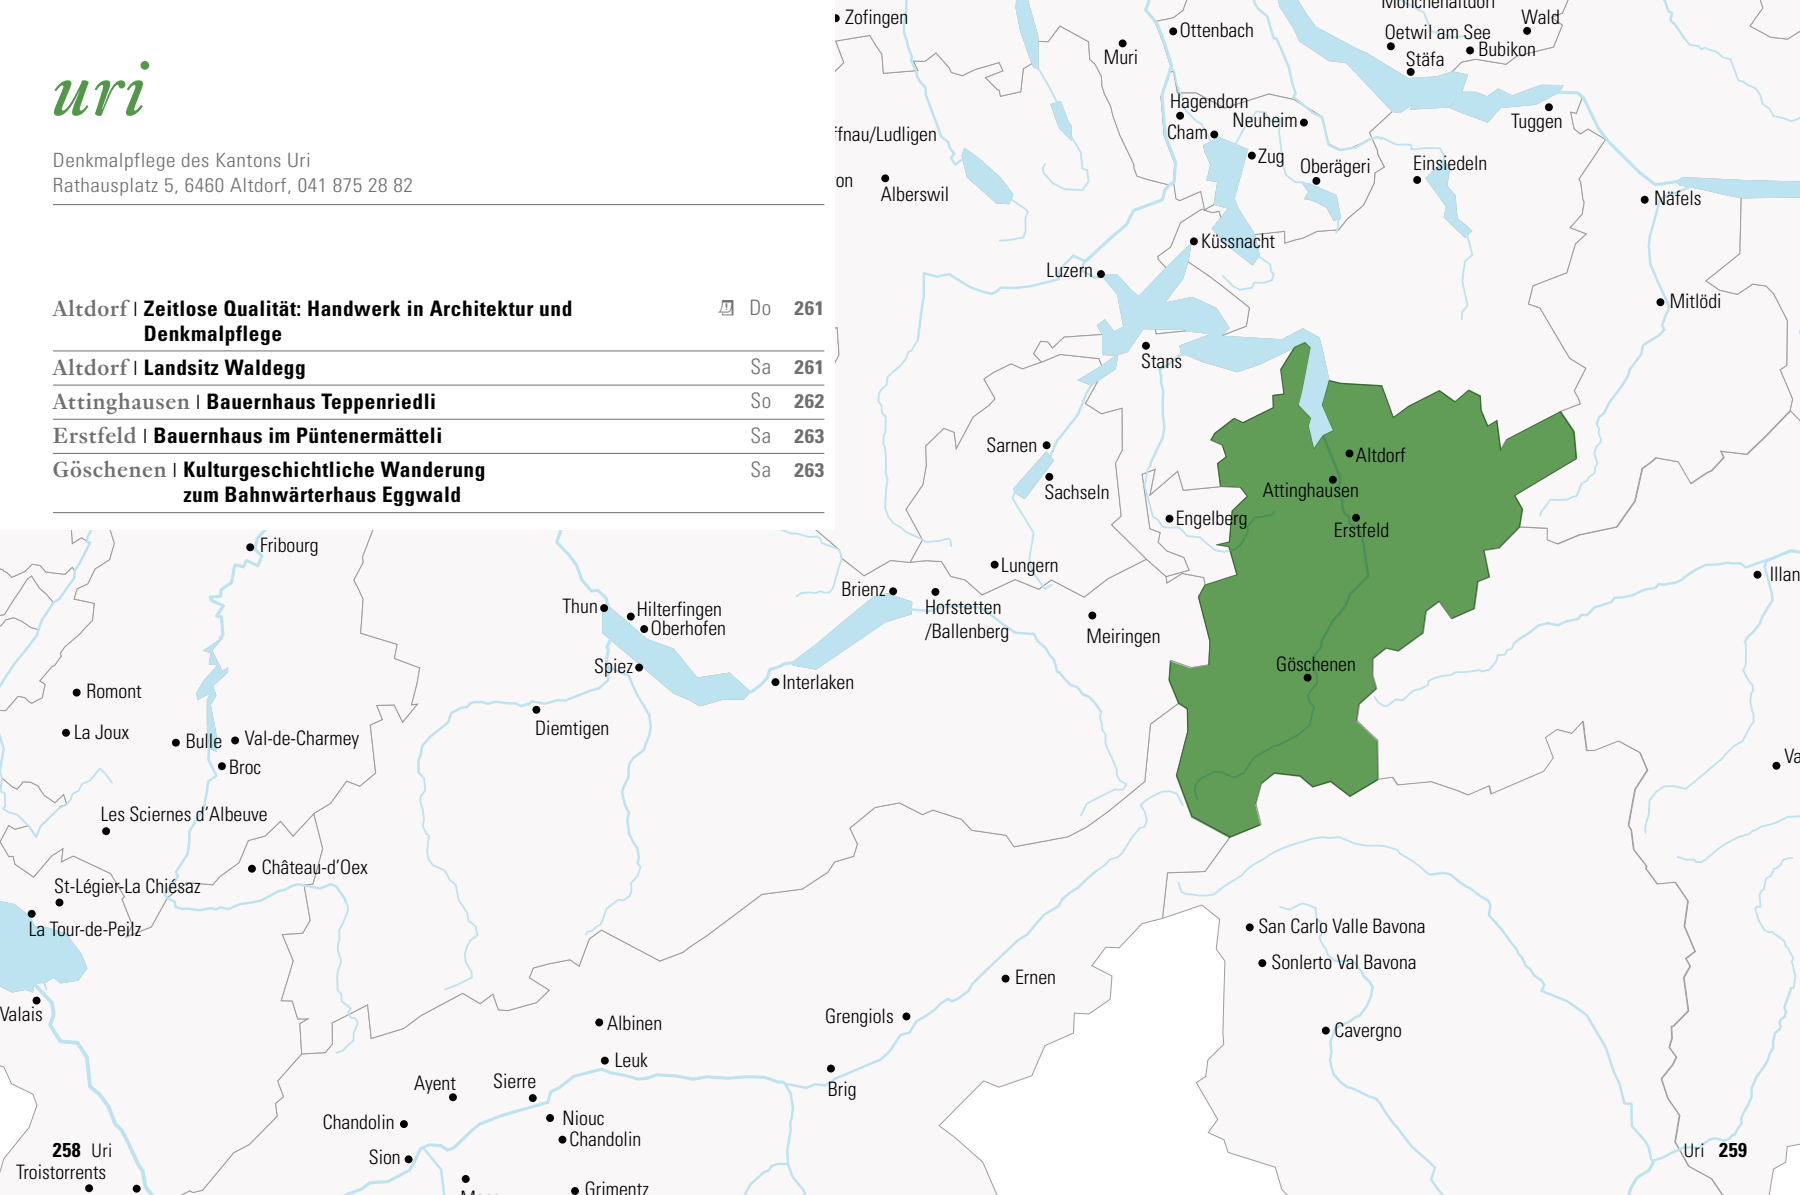 uri
Denkmalpflege des Kantons Uri
Rathausplatz 5, 6460 Altdorf, 041 875 28 82
Altdorf | Zeitlose Qualität: Handwerk in Architektur und Do 261
Denkmalpflege
Altdorf | Landsitz Waldegg Sa 261
Attinghausen | Bauernhaus Teppenriedli So 262
Erstfeld | Bauernhaus im Püntenermätteli Sa 263
Göschenen | Kulturgeschichtliche Wanderung Sa 263
zum Bahnwärterhaus Eggwald
Zofingen
Ottenbach
Muri
Mönchenaltdorf
Wald
Oetwil am See
Bubikon
Stäfa
Hagendorn
Cham
Neuheim
Tuggen
ffnau/Ludligen
Zug
Oberägeri
Einsiedeln
on
Alberswil
Näfels
Küssnacht
Luzern
Mitlödi
Stans
Sarnen
Altdorf
Sachseln
Attinghausen
Engelberg
Erstfeld
Fribourg
Lungern
Illan
Brienz
Thun
Hilterfingen
Hofstetten
/Ballenberg
Oberhofen
Meiringen
Spiez
Göschenen
Interlaken
Romont
Diemtigen
La Joux
Bulle
Val-de-Charmey
Broc
Va
Les Sciernes d'Albeuve
Château-d'Oex
St-Légier-La Chiésaz
La Tour-de-Peilz
San Carlo Valle Bavona
Sonlerto Val Bavona
Ernen
Valais
Grengiols
Albinen
Cavergno
Leuk
Ayent
Sierre
Brig
Chandolin
Niouc
Chandolin
258 Uri
Sion
Uri 259
Troistorrents
Grimentz